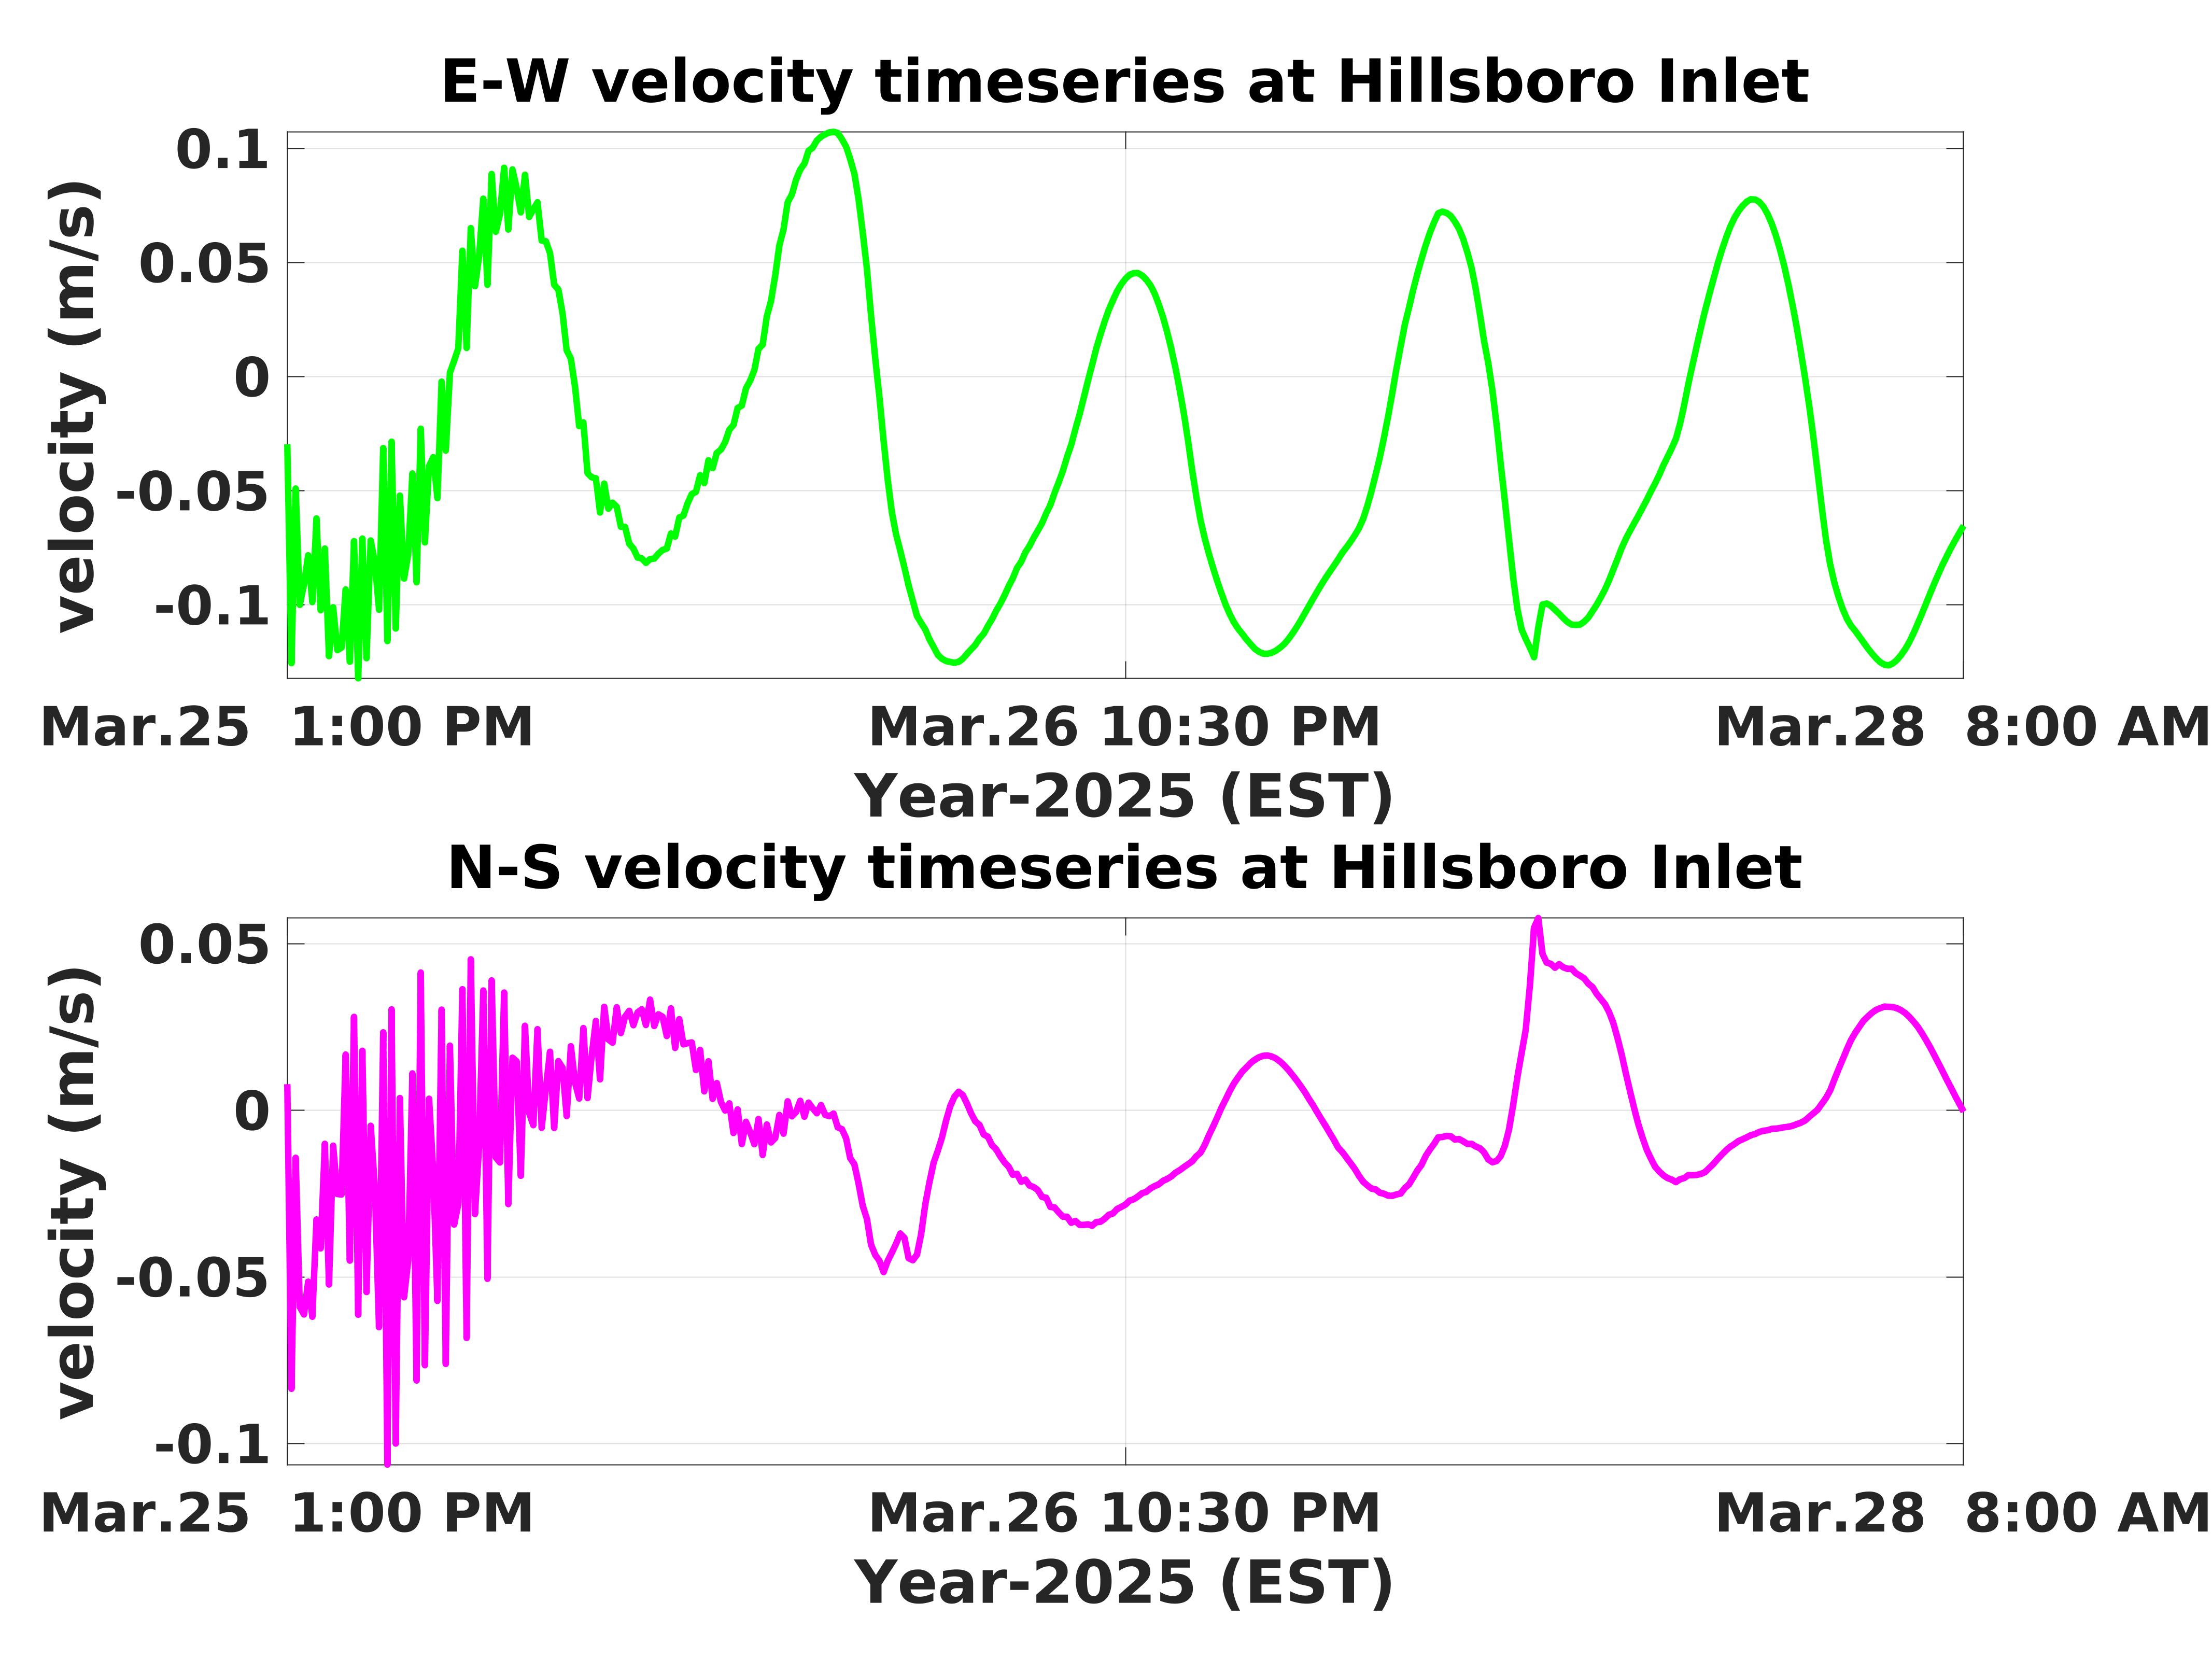 E-W velocity timeseries at Hillsboro Inlet
velocity (m/s)
0.1
0.05
0
-0.05
-0.1
Mar.25  1:00 PM
Mar.26 10:30 PM
Mar.28  8:00 AM
Year-2025 (EST)
N-S velocity timeseries at Hillsboro Inlet
velocity (m/s)
0.05
0
-0.05
-0.1
Mar.25  1:00 PM
Mar.26 10:30 PM
Mar.28  8:00 AM
Year-2025 (EST)